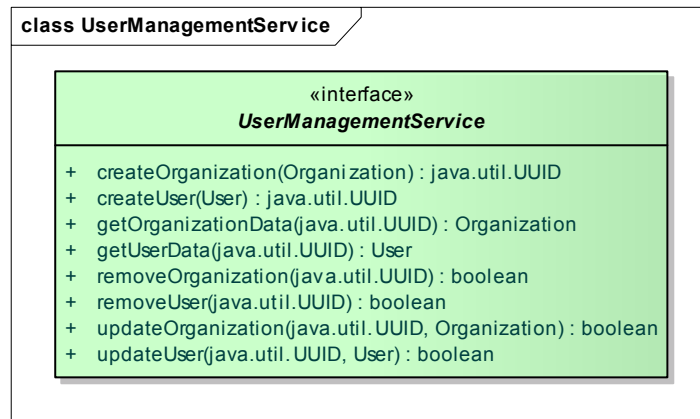 class UserManagementService
«interface»
UserManagementService
+ createOrganization(Organization) : java.util.UUID
+ createUser(User) : java.util.UUID
+ getOrganizationData(java.util.UUID) : Organization
+ getUserData(java.util.UUID) : User
+ removeOrganization(java.util.UUID) : boolean
+ removeUser(java.util.UUID) : boolean
+ updateOrganization(java.util.UUID, Organization) : boolean
+ updateUser(java.util.UUID, User) : boolean